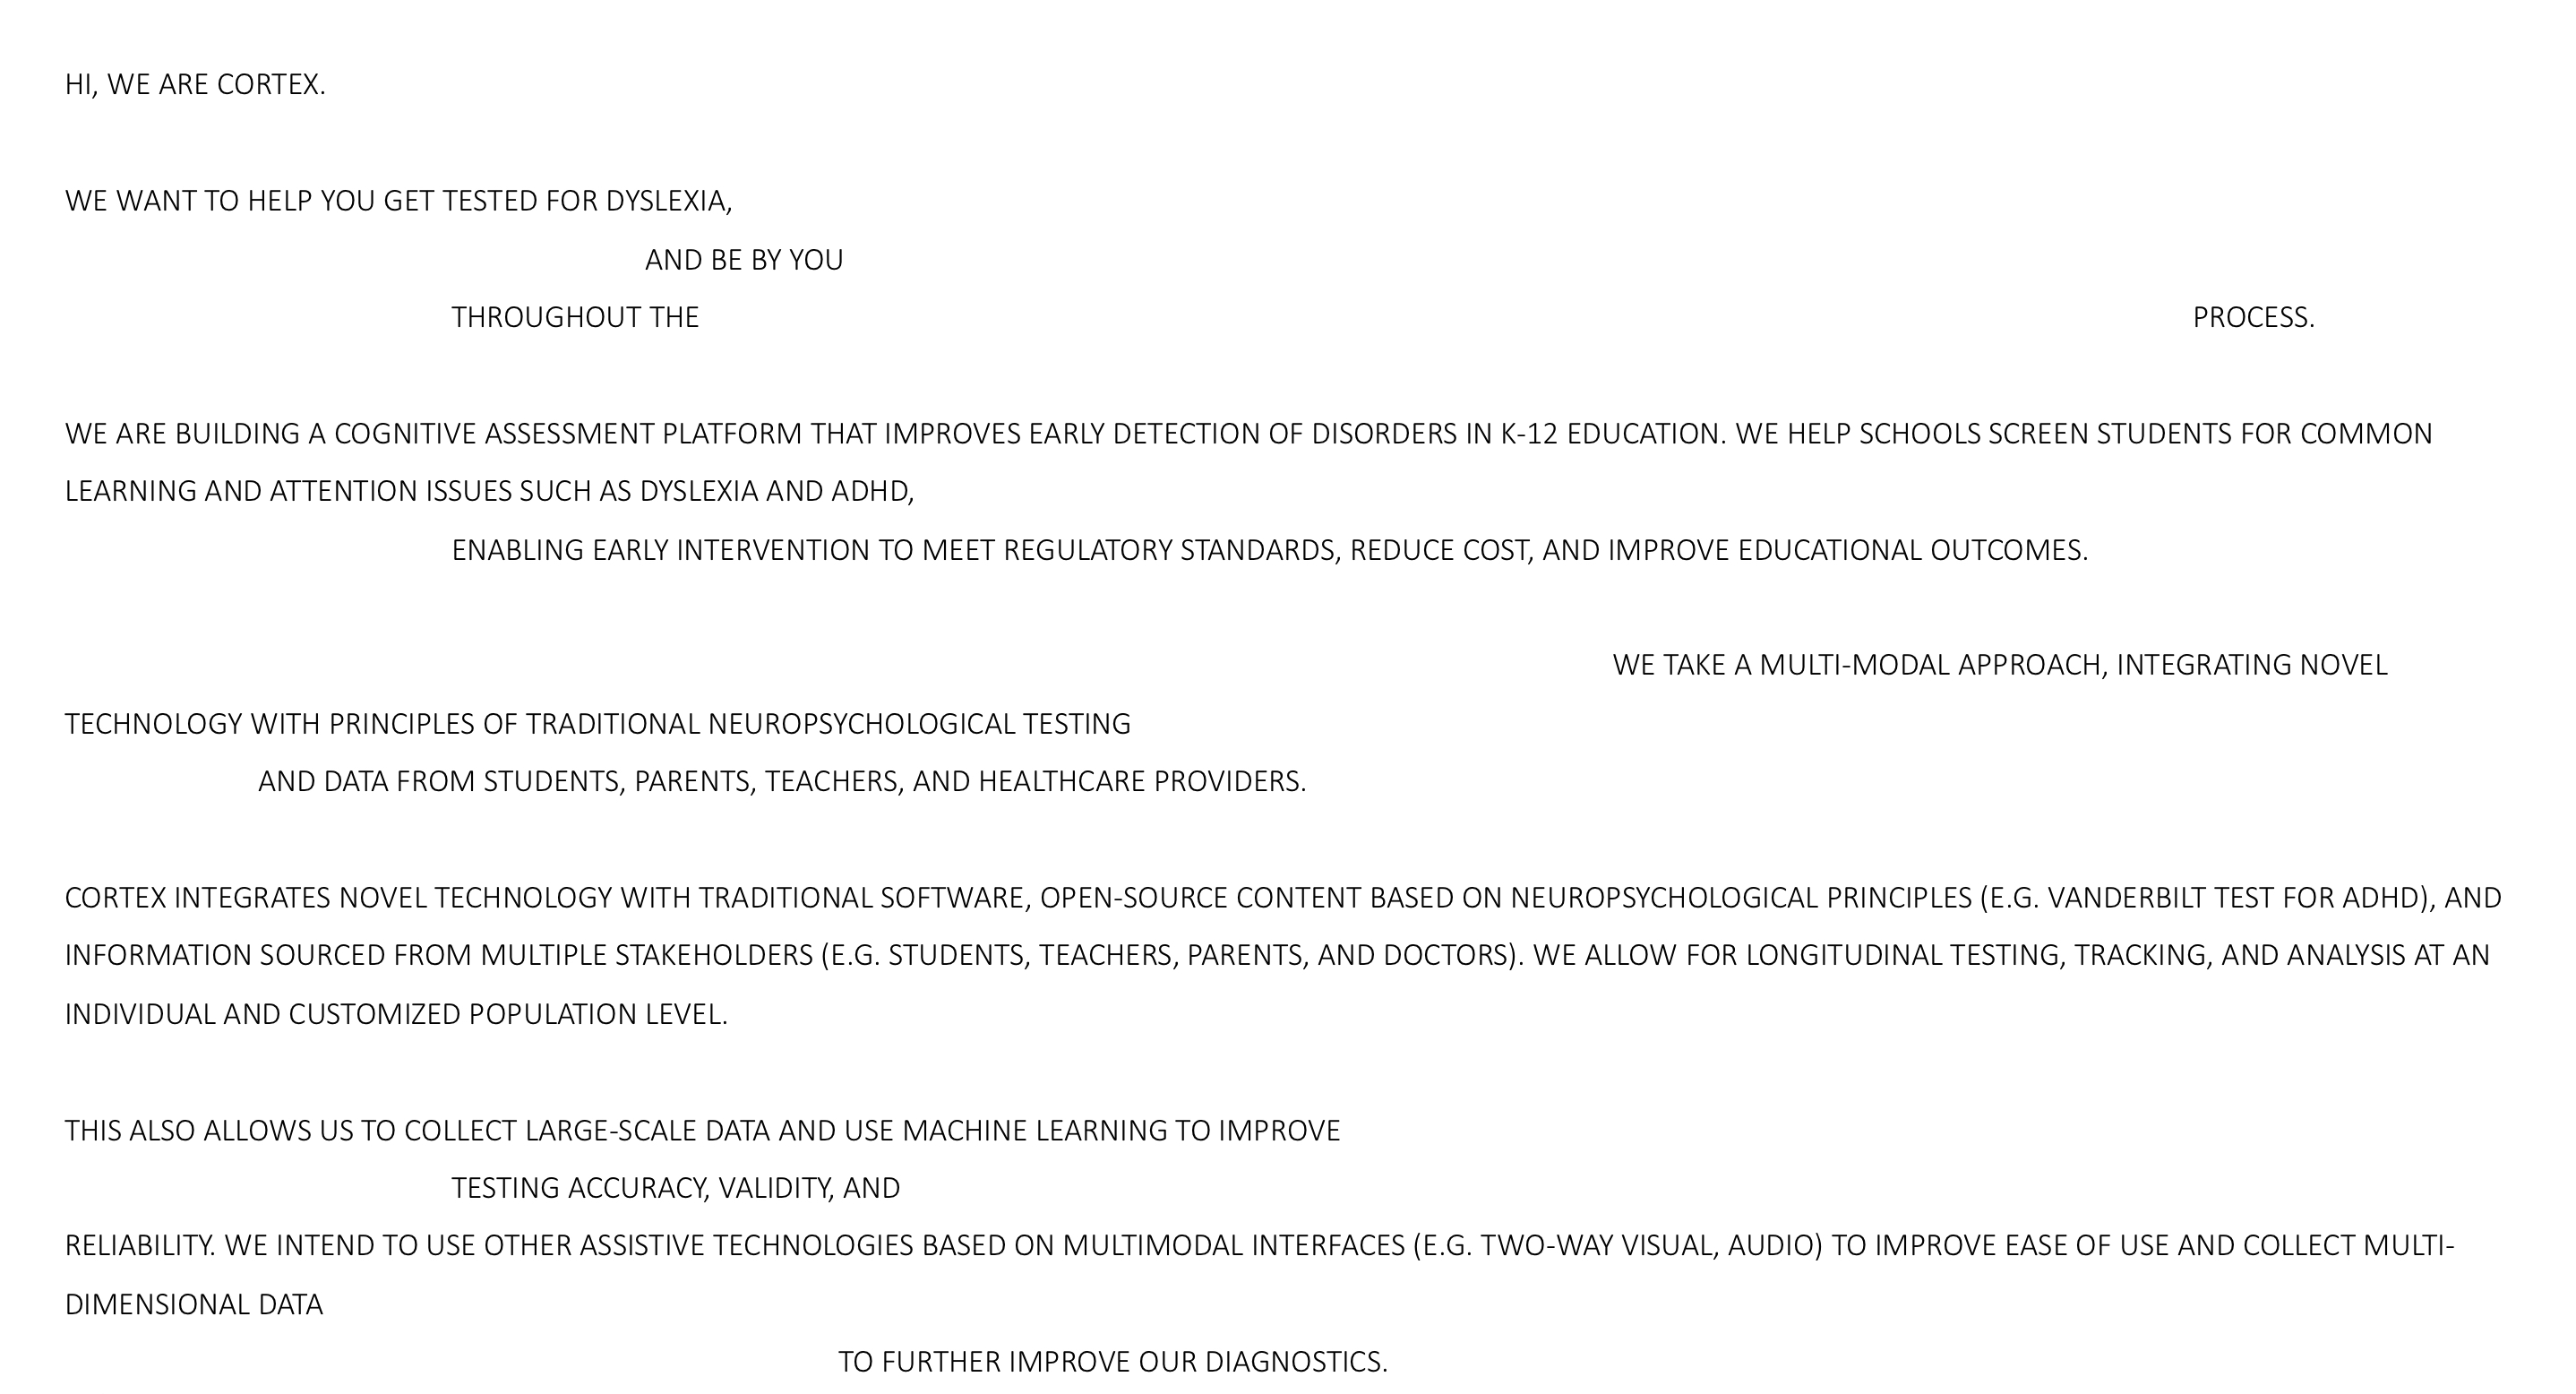 HI, WE ARE CORTEX.
WE WANT TO HELP YOU GET TESTED FOR DYSLEXIA,
AND BE BY YOU
THROUGHOUT THE PROCESS.
WE ARE BUILDING A COGNITIVE ASSESSMENT PLATFORM THAT IMPROVES EARLY DETECTION OF DISORDERS IN K-12 EDUCATION. WE HELP SCHOOLS SCREEN STUDENTS FOR COMMON
LEARNING AND ATTENTION ISSUES SUCH AS DYSLEXIA AND ADHD,
ENABLING EARLY INTERVENTION TO MEET REGULATORY STANDARDS, REDUCE COST, AND IMPROVE EDUCATIONAL OUTCOMES.
WE TAKE A MULTI-MODAL APPROACH, INTEGRATING NOVEL
TECHNOLOGY WITH PRINCIPLES OF TRADITIONAL NEUROPSYCHOLOGICAL TESTING
AND DATA FROM STUDENTS, PARENTS, TEACHERS, AND HEALTHCARE PROVIDERS.
CORTEX INTEGRATES NOVEL TECHNOLOGY WITH TRADITIONAL SOFTWARE, OPEN-SOURCE CONTENT BASED ON NEUROPSYCHOLOGICAL PRINCIPLES (E.G. VANDERBILT TEST FOR ADHD), AND
INFORMATION SOURCED FROM MULTIPLE STAKEHOLDERS (E.G. STUDENTS, TEACHERS, PARENTS, AND DOCTORS). WE ALLOW FOR LONGITUDINAL TESTING, TRACKING, AND ANALYSIS AT AN
INDIVIDUAL AND CUSTOMIZED POPULATION LEVEL.
THIS ALSO ALLOWS US TO COLLECT LARGE-SCALE DATA AND USE MACHINE LEARNING TO IMPROVE
TESTING ACCURACY, VALIDITY, AND
RELIABILITY. WE INTEND TO USE OTHER ASSISTIVE TECHNOLOGIES BASED ON MULTIMODAL INTERFACES (E.G. TWO-WAY VISUAL, AUDIO) TO IMPROVE EASE OF USE AND COLLECT MULTI-
DIMENSIONAL DATA
TO FURTHER IMPROVE OUR DIAGNOSTICS.